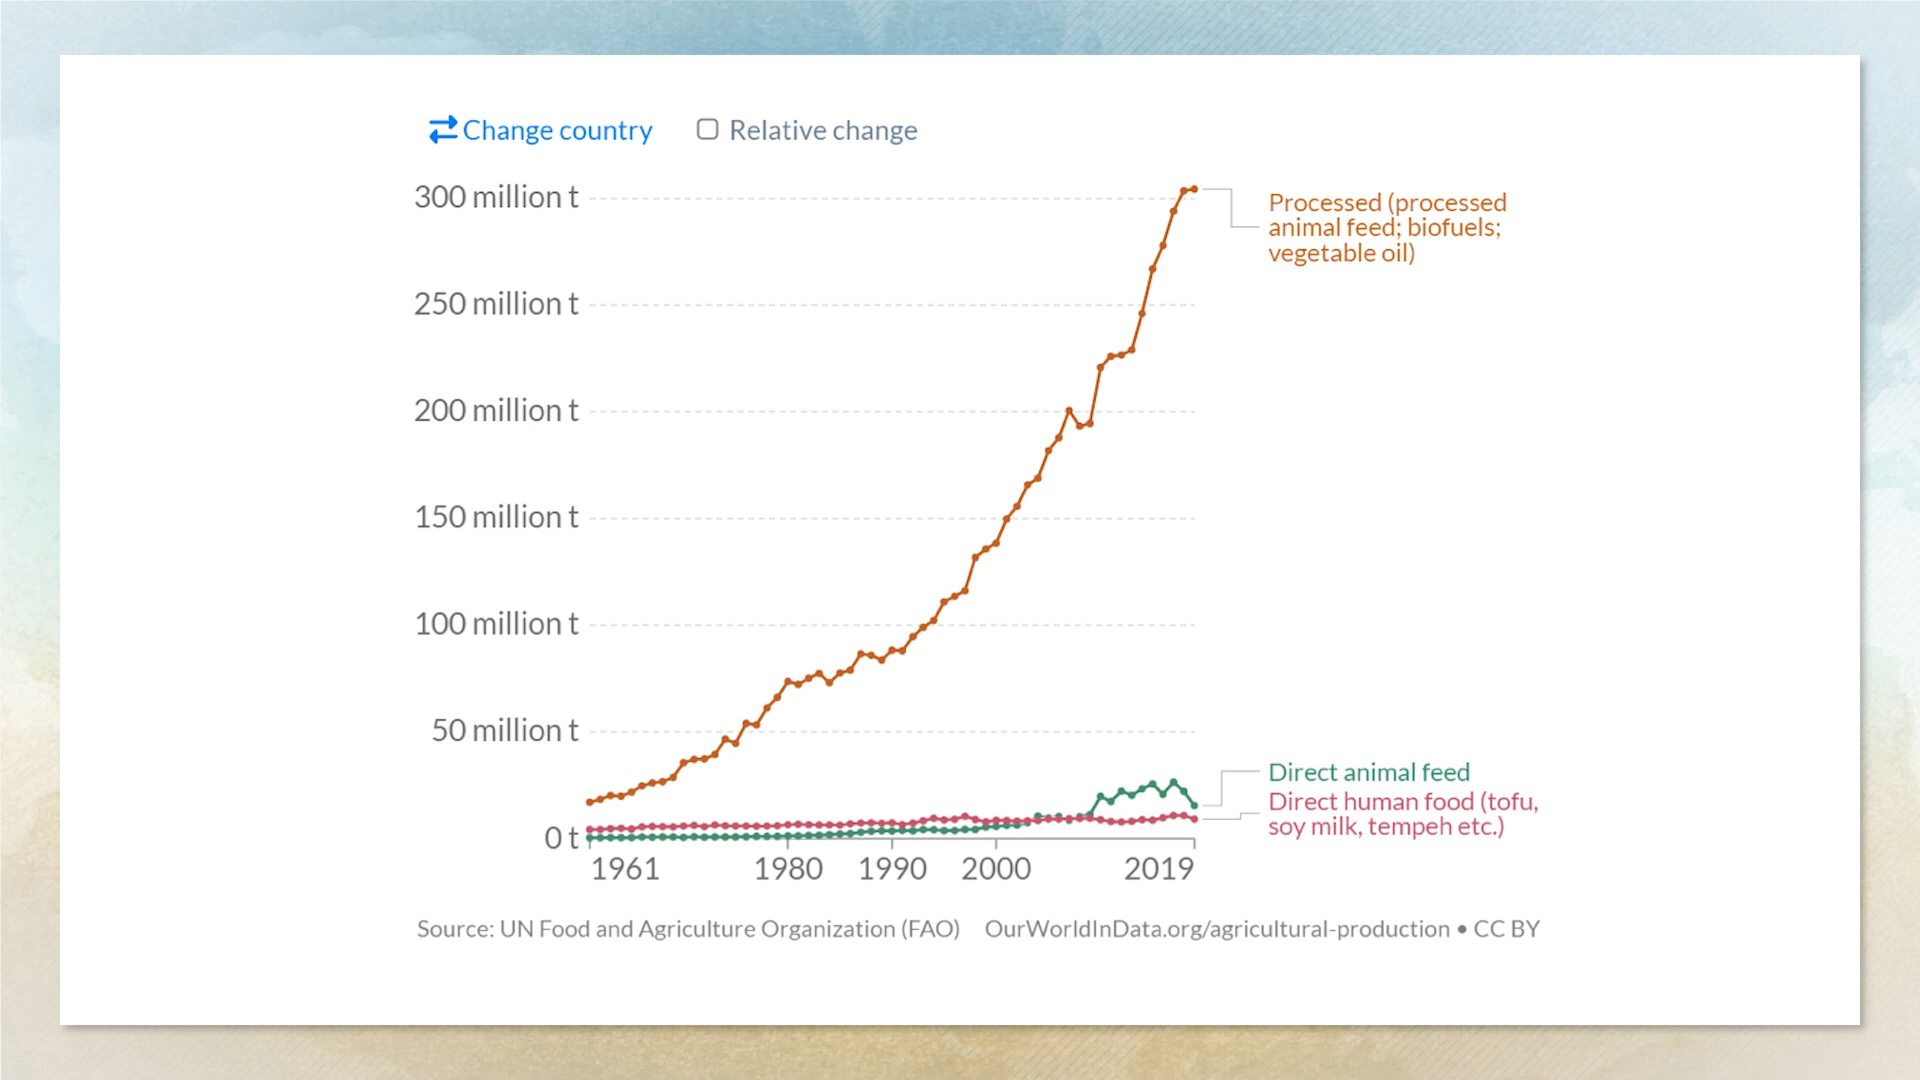 Change country
Relative change
300 million t
250 million t
200 million t
150 million t
100 million t
50 million t
0 t
Processed (processed
animal feed; biofuels;
vegetable oil)
Direct animal feed
Direct human food (tofu,
soy milk, tempeh etc.)
1961 1980 1990 2000 2019
Source: UN Food and Agriculture Organization (FAO) OurWorldInData.org/agricultural-production • CC BY